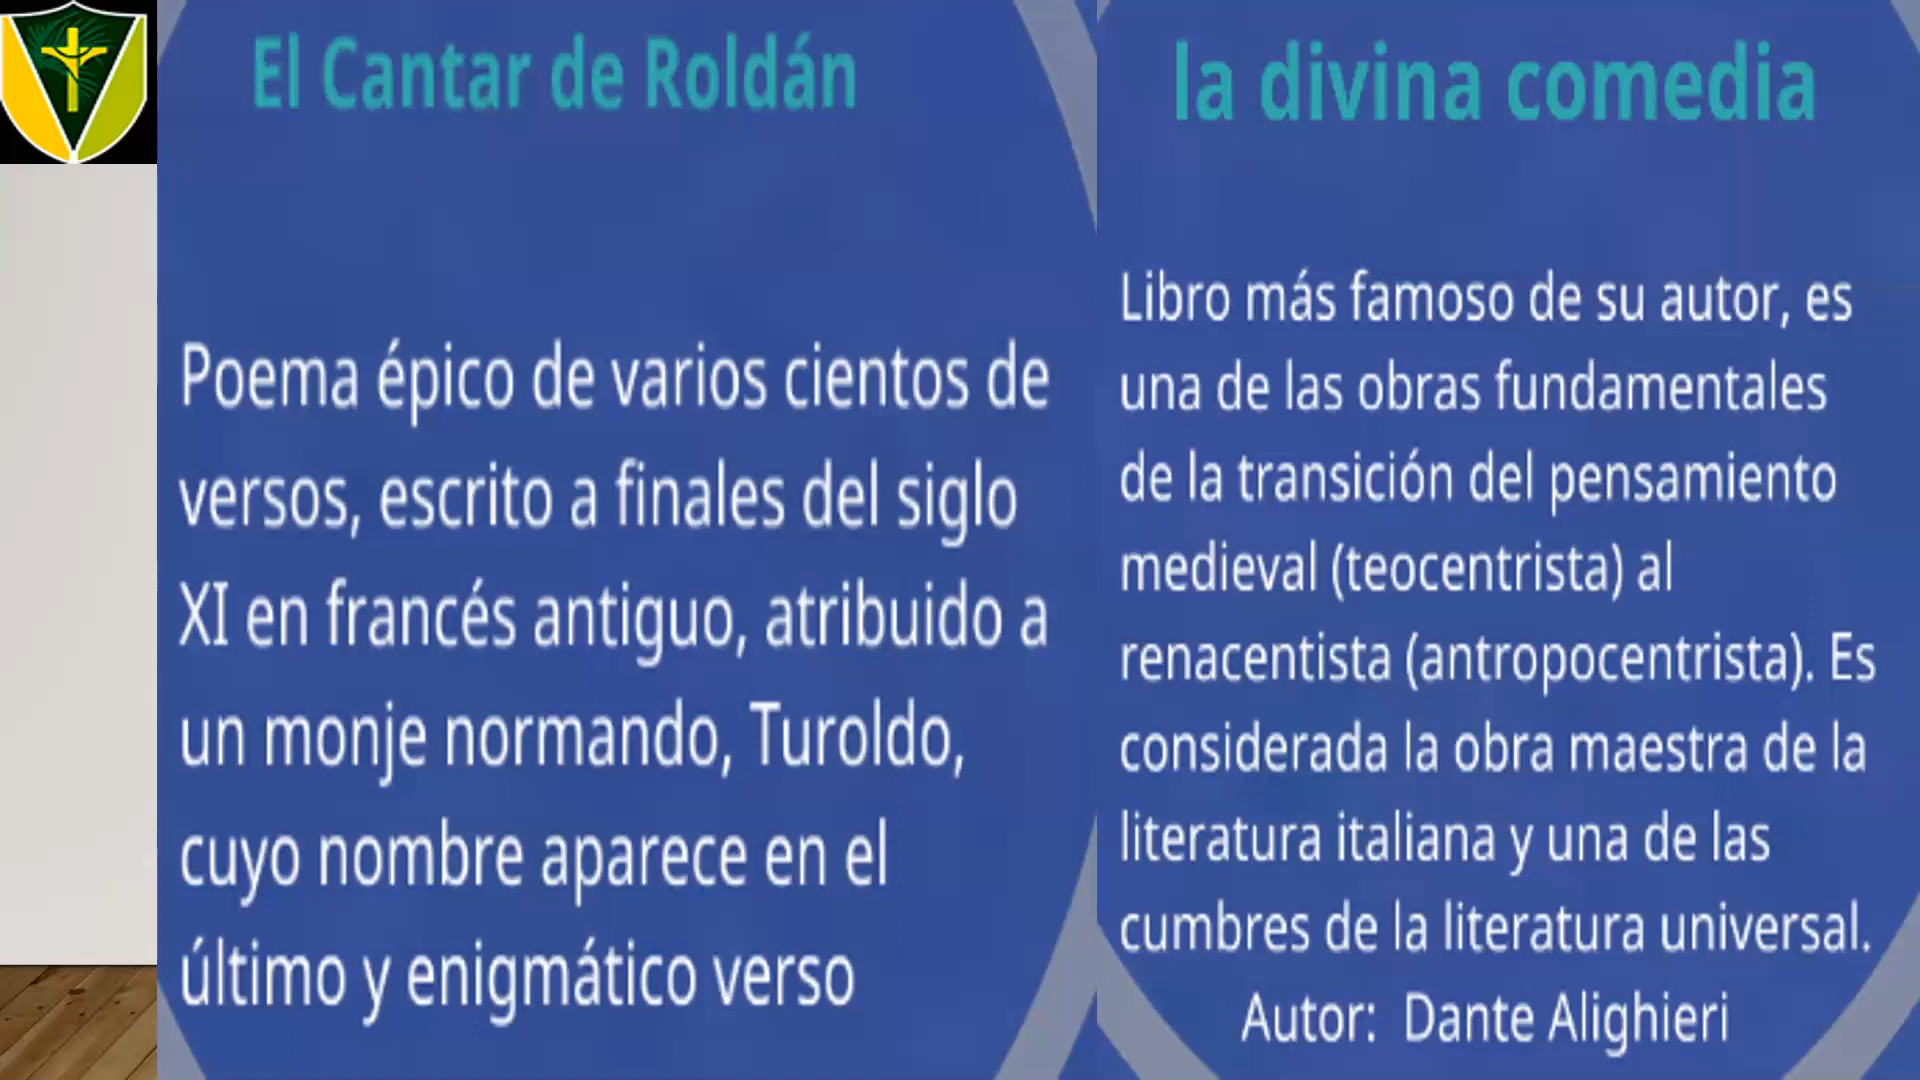 El Cantar de Roldán
Poema épico de varios cientos de
versos, escrito a finales del siglo
XI en francés antiguo, atribuido a
un monje normando, Turoldo,
cuyo nombre aparece en el
último y enigmático verso
la divina comedia
Libro más famoso de su autor, es
una de las obras fundamentales
de la transición del pensamiento
medieval (teocentrista) al
renacentista (antropocentrista). Es
considerada la obra maestra de la
literatura italiana y una de las
cumbres de la literatura universal.
Autor: Dante Alighieri